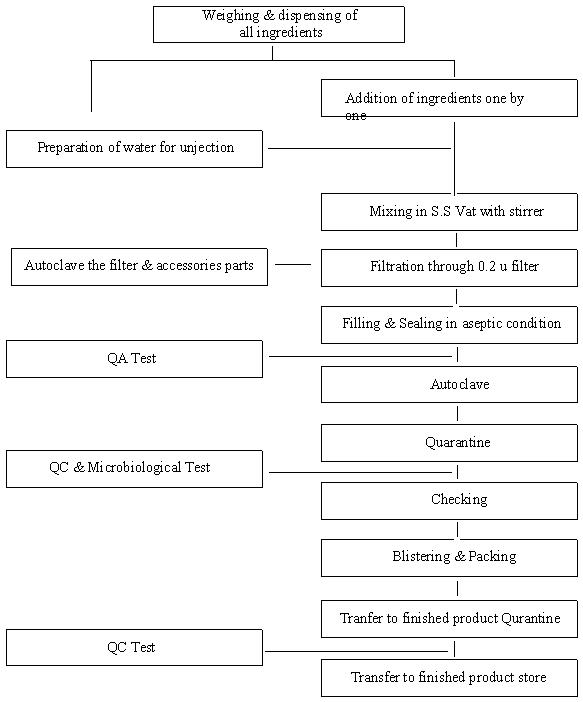 Weighing & dispensing of
all ingredients
Addition of ingredients one by
one
Preparation of water for unjection
Mixing in S.S Vat with stirrer
Autoclave the filter & accessories parts
Filtration through 0.2 u filter
Filling & Sealing in aseptic condition
QA Test
Autoclave
Quarantine
QC & Microbiological Test
Checking
Blistering & Packing
Tranfer to finished product Qurantine
QC Test
Transfer to finished product store